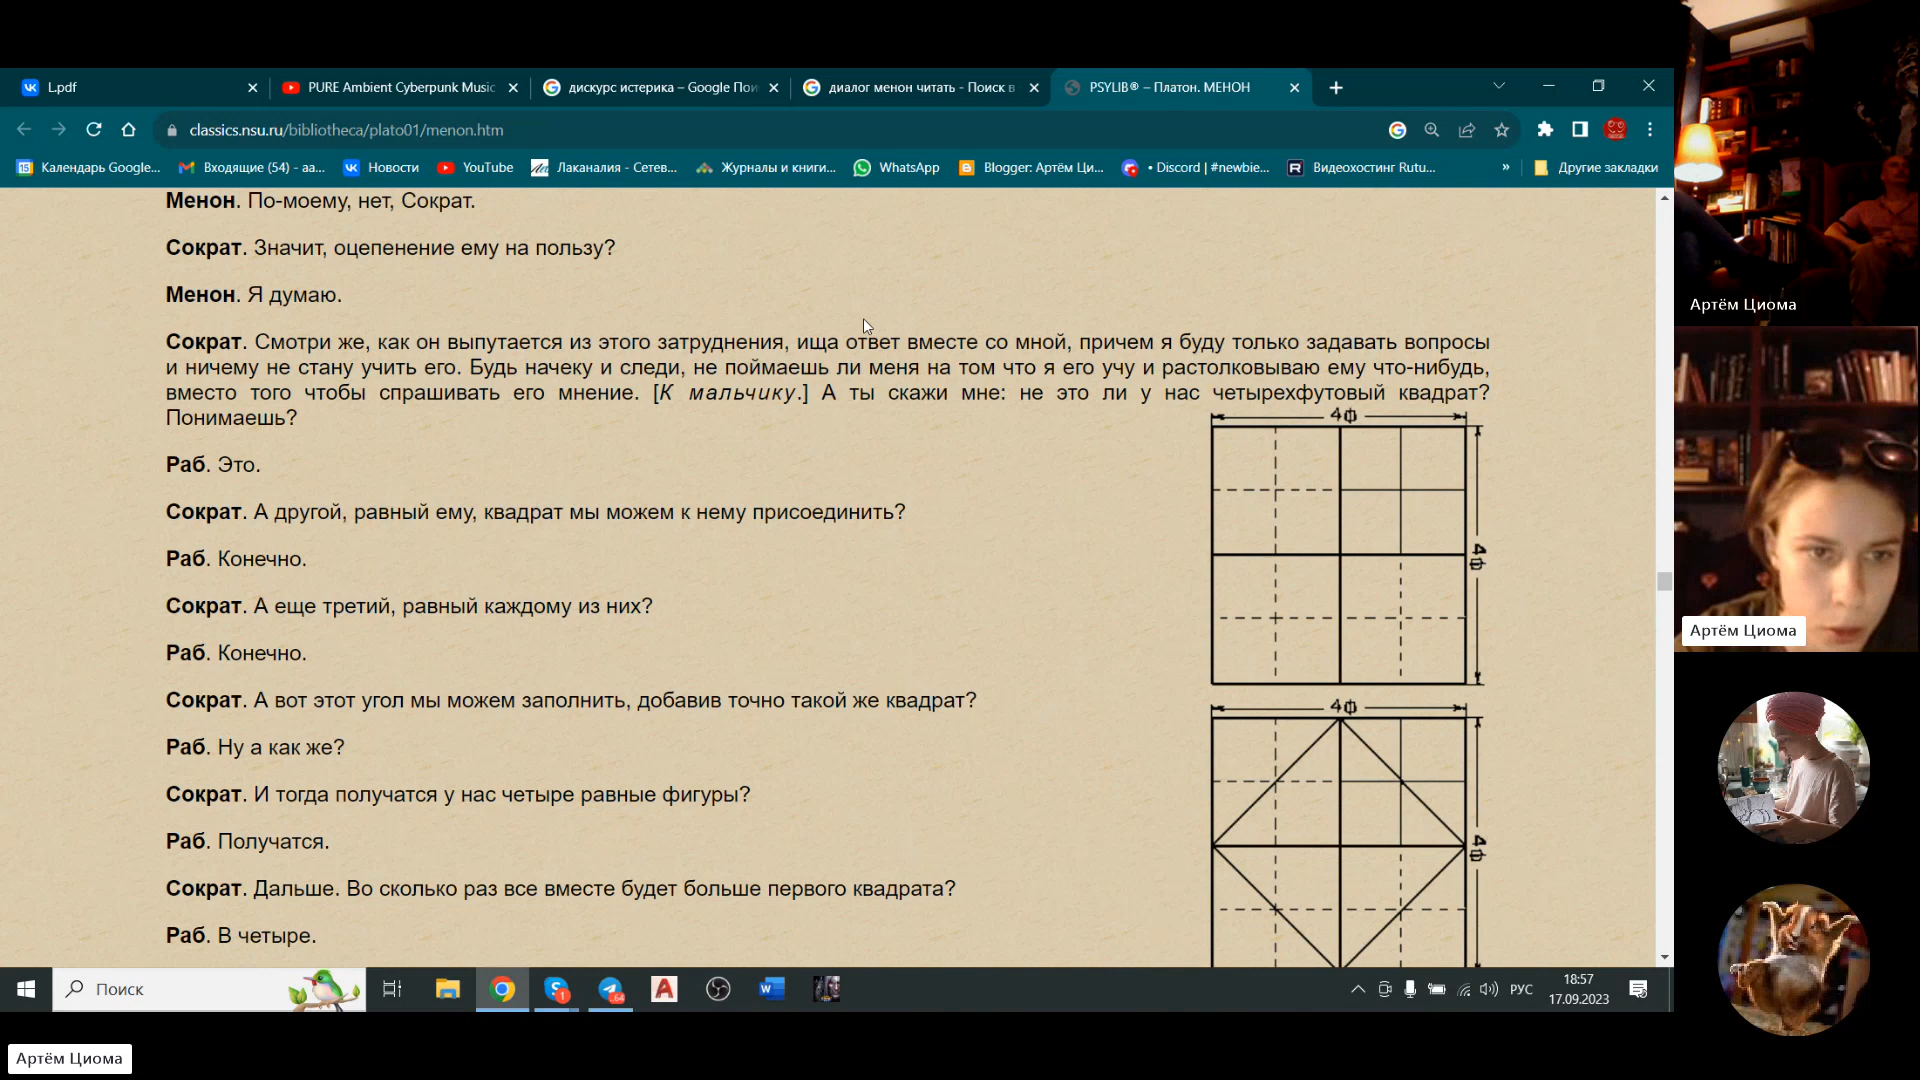 L.pdf
PURE Ambient Cyberpunk Music
дискурс истерика – Google Пои
диалог менон читать - Поиск в
PSYLIB® – Платон. МЕНОН
classics.nsu.ru/bibliotheca/plato01/menon.htm
Календарь Google...
Входящие (54) - aa...
Новости
YouTube
Лаканалия - Сетев...
Журналы и книги...
WhatsApp
Blogger: Артём Ци...
• Discord | #newbie...
Видеохостинг Rutu...
»
Другие закладки
Менон. По-моему, нет, Сократ.
Сократ. Значит, оцепенение ему на пользу?
Менон. Я думаю.
Сократ. Смотри же, как он выпутается из этого затруднения, ища ответ вместе со мной, причем я буду только задавать вопросы
и ничему не стану учить его. Будь начеку и следи, не поймаешь ли меня на том что я его учу и растолковываю ему что-нибудь,
вместо того чтобы спрашивать его мнение. [К мальчику.] А ты скажи мне: не это ли у нас четырехфутовый квадрат?
Понимаешь?
Раб. Это.
Сократ. А другой, равный ему, квадрат мы можем к нему присоединить?
Раб. Конечно.
Сократ. А еще третий, равный каждому из них?
Раб. Конечно.
Сократ. А вот этот угол мы можем заполнить, добавив точно такой же квадрат?
Раб. Ну а как же?
Сократ. И тогда получатся у нас четыре равные фигуры?
Раб. Получатся.
Сократ. Дальше. Во сколько раз все вместе будет больше первого квадрата?
Раб. В четыре.
4ф
4ф
4ф
4ф
Артём Циома
Артём Циома
Поиск
1
64
W
РУС
18:57
17.09.2023
Артём Циома